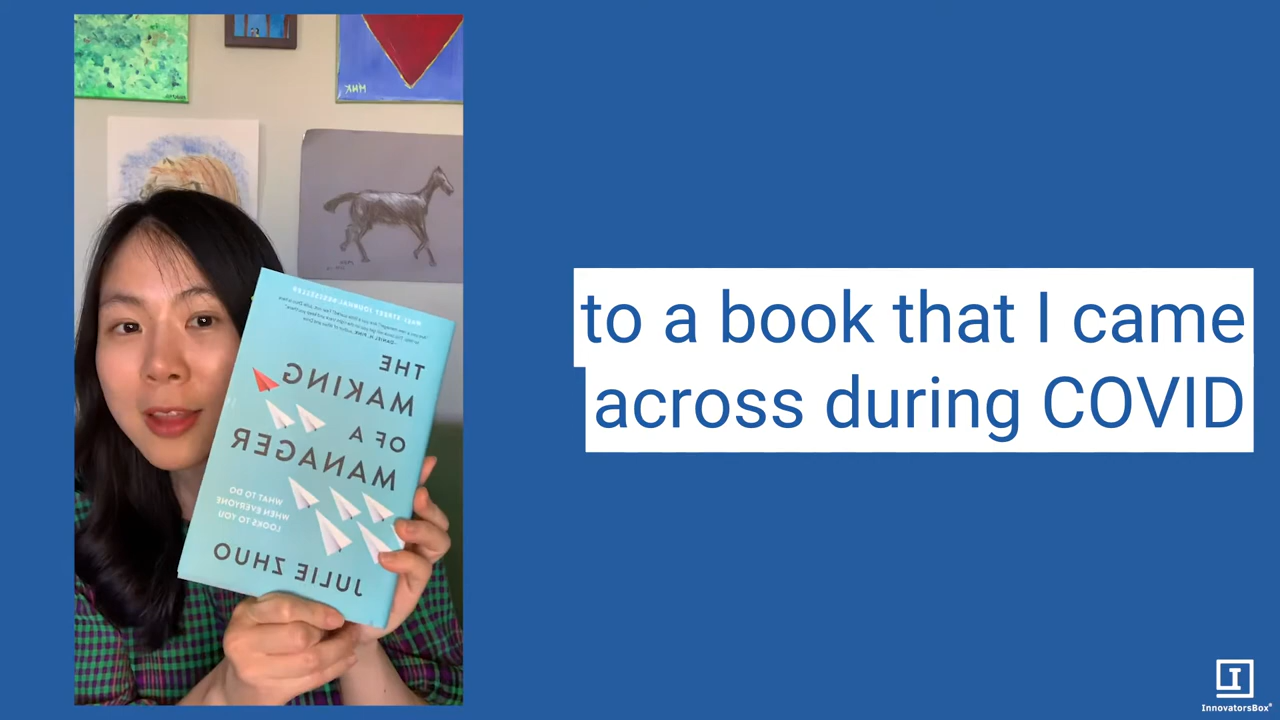 MHK
WALL STREET JOURNAL BESTSELLER
THE
MAKING
OF A
MANAGER
WHAT TO DO
WHEN EVERYONE
LOOKS TO YOU
JULIE ZHUO
to a book that I came
across during COVID
InnovatorsBox®